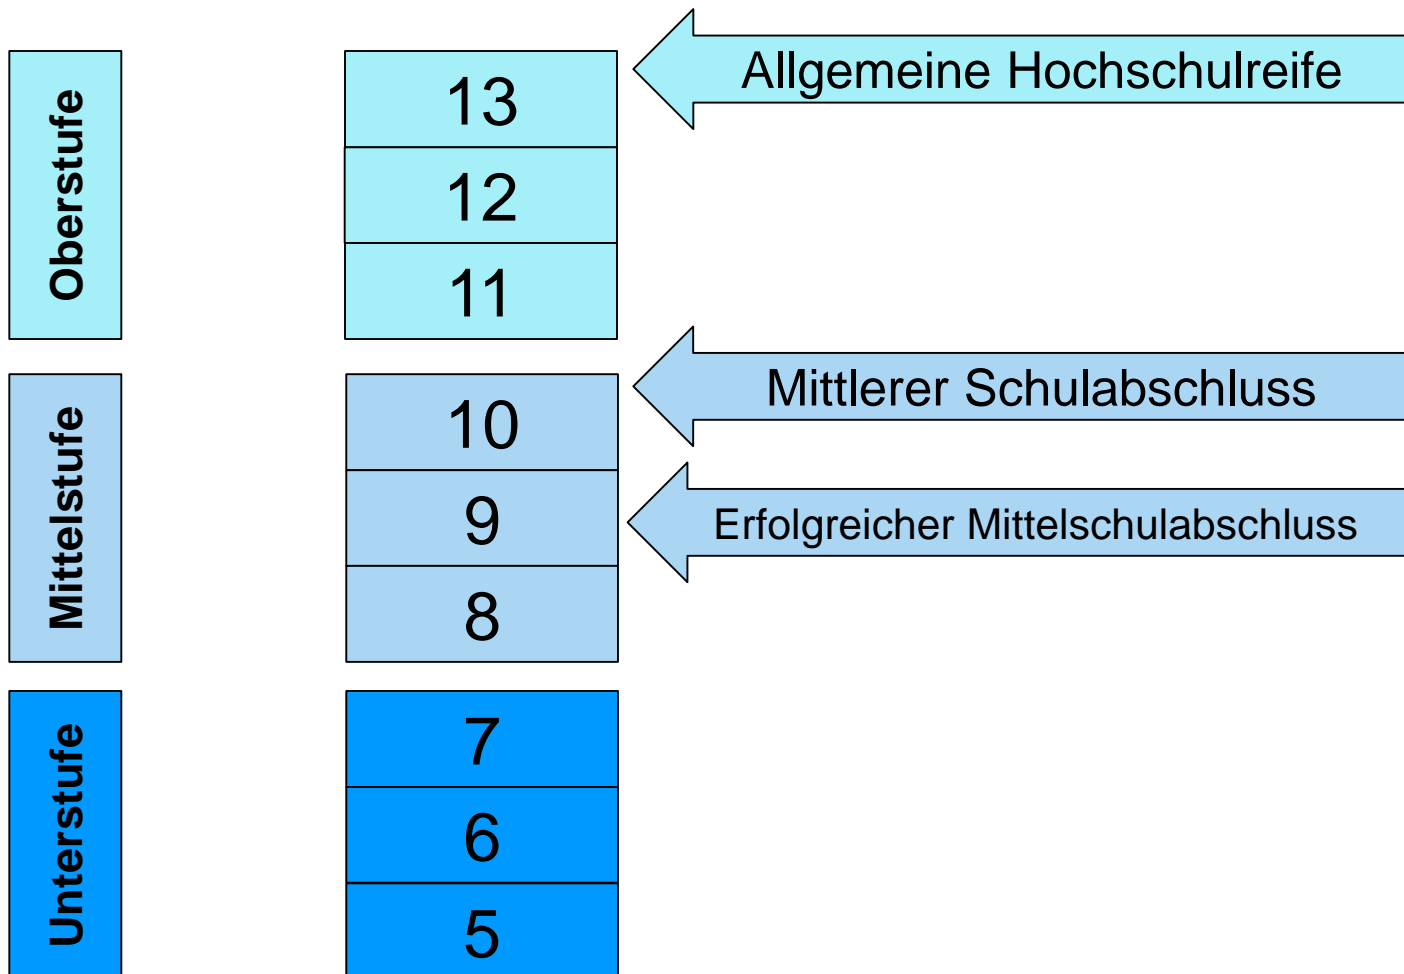 Oberstufe
13
12
11
Allgemeine Hochschulreife
Mittelstufe
10
9
8
Mittlerer Schulabschluss
Erfolgreicher Mittelschulabschluss
Unterstufe
7
6
5